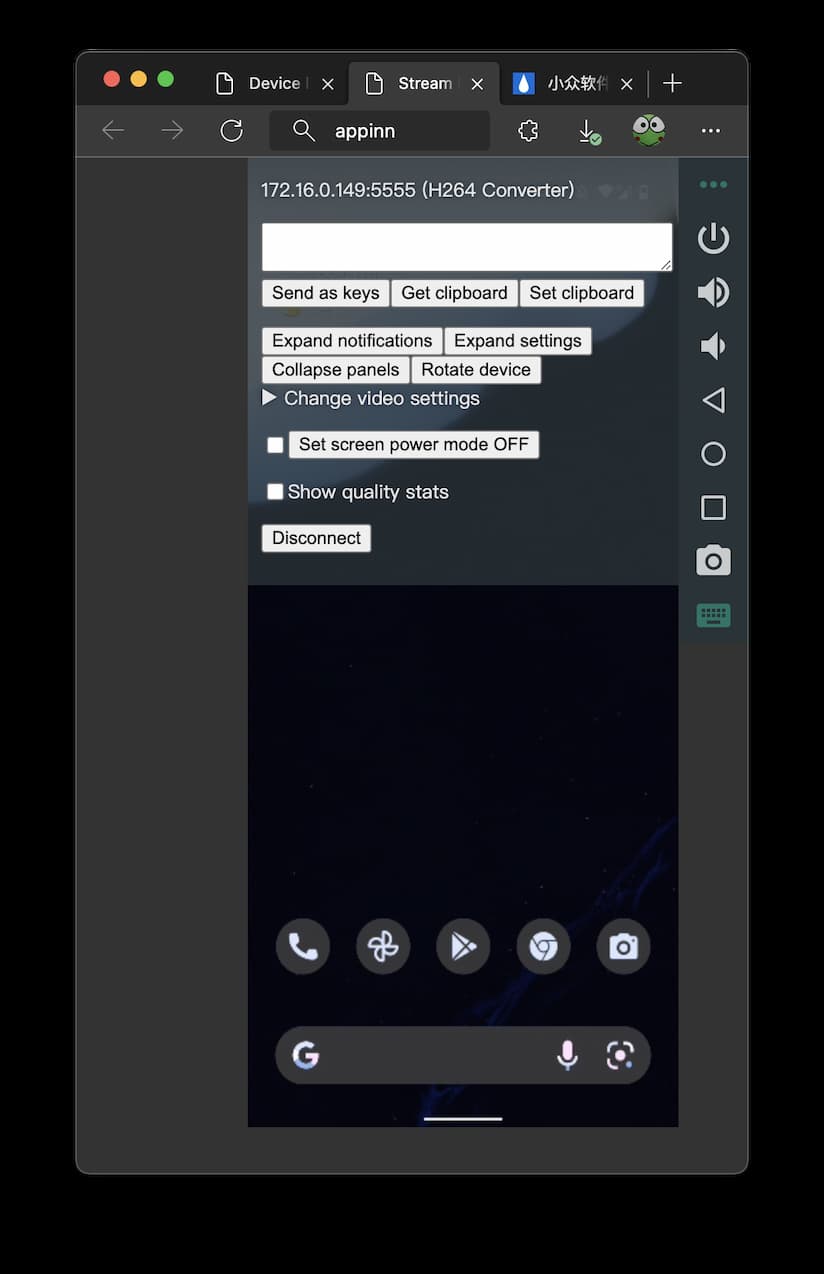 Device
Stream
小众软件
appinn
172.16.0.149:5555 (H264 Converter)
Send as keys Get clipboard Set clipboard
Expand notifications Expand settings
Collapse panels Rotate device
Change video settings
Set screen power mode OFF
Show quality stats
Disconnect